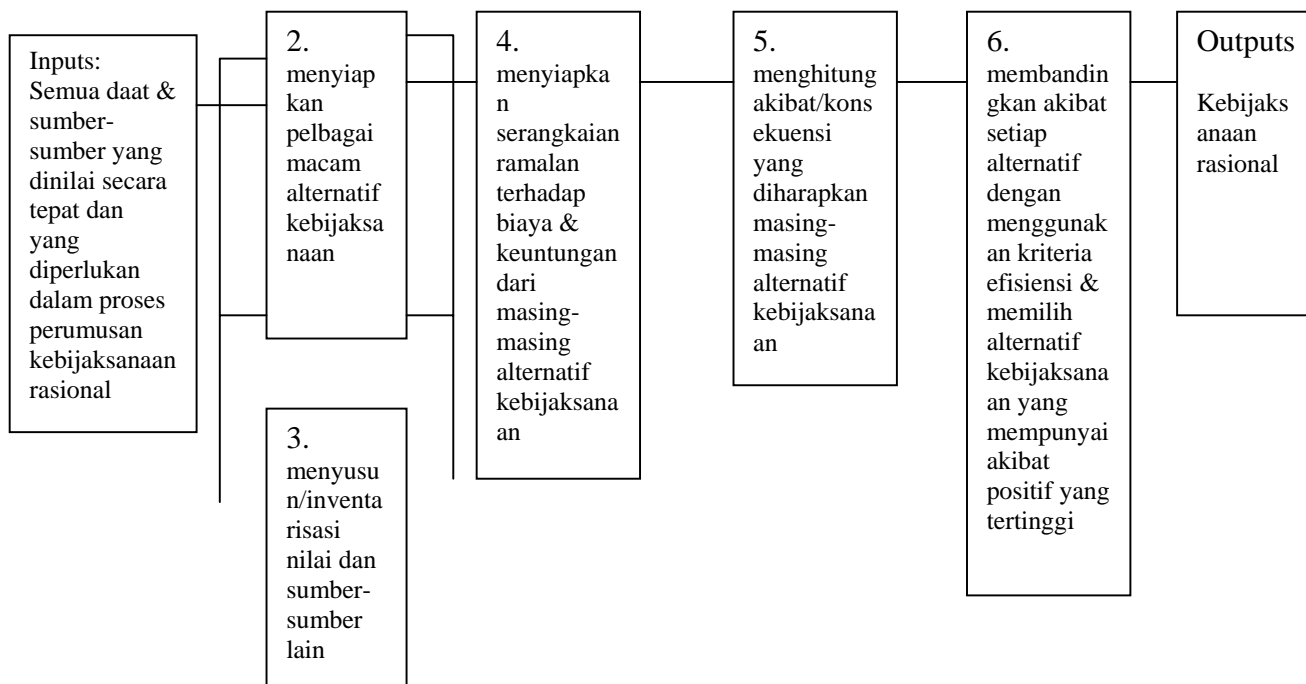 Inputs:
Semua daat &
sumber-
sumber yang
dinilai secara
tepat dan
yang
diperlukan
dalam proses
perumusan
kebijaksanaan
rasional
2.
menyiap
kan
pelbagai
macam
alternatif
kebijaksa
naan
3.
menyusu
n/inventa
risasi
nilai dan
sumber-
sumber
lain
4.
menyiapka
n
serangkaian
ramalan
terhadap
biaya &
keuntungan
dari
masing-
masing
alternatif
kebijaksana
an
5.
menghitung
akibat/kons
ekuensi
yang
diharapkan
masing-
masing
alternatif
kebijaksana
an
6.
membandin
gkan akibat
setiap
alternatif
dengan
menggunak
an kriteria
efisiensi &
memilih
alternatif
kebijaksana
an yang
mempunyai
akibat
positif yang
tertinggi
Outputs
Kebijaks
anaan
rasional